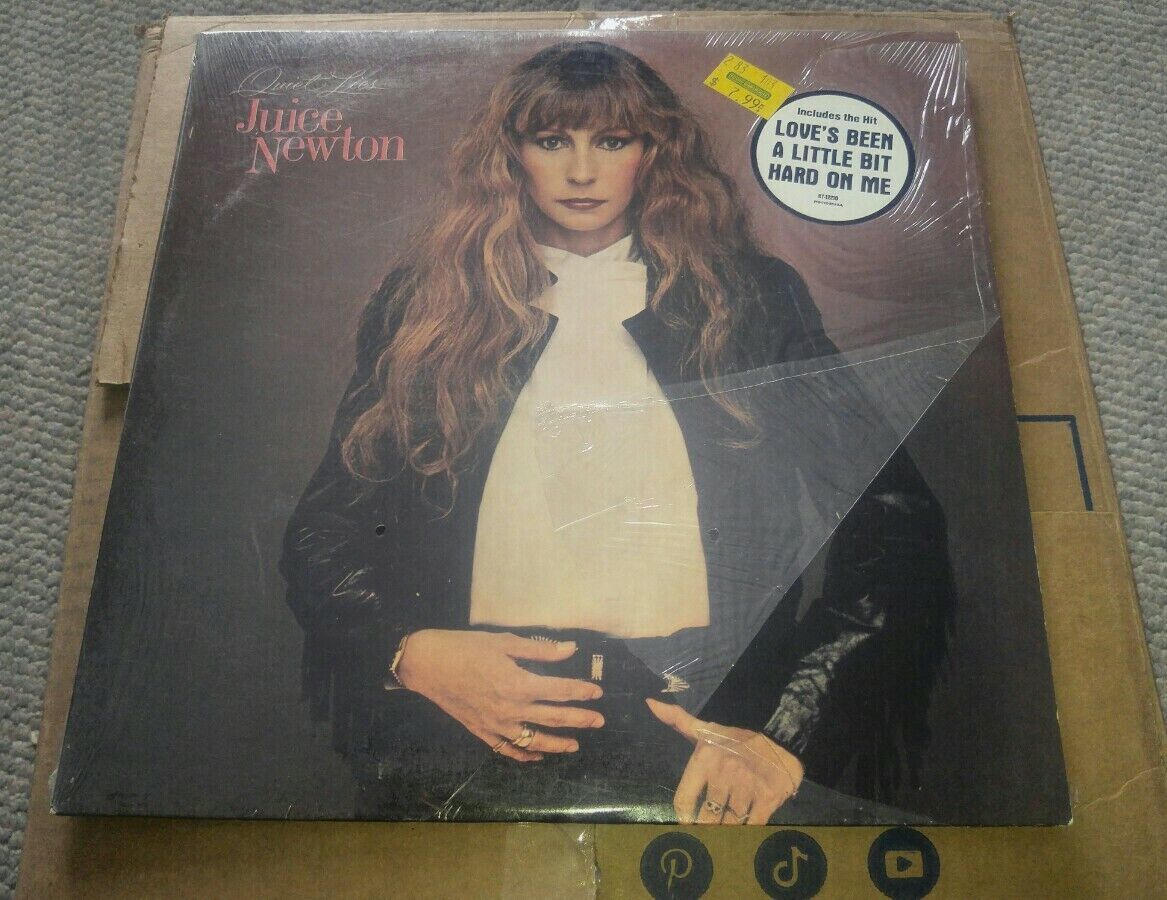 Quiet Lies
Juice
Newton
$ 7.99
Includes the Hit
LOVE'S BEEN
A LITTLE BIT
HARD ON ME